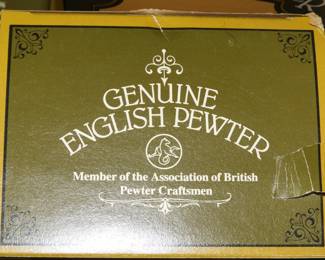 GENUINE
ENGLISH PEWTER
Member of the Association of British
Pewter Craftsmen